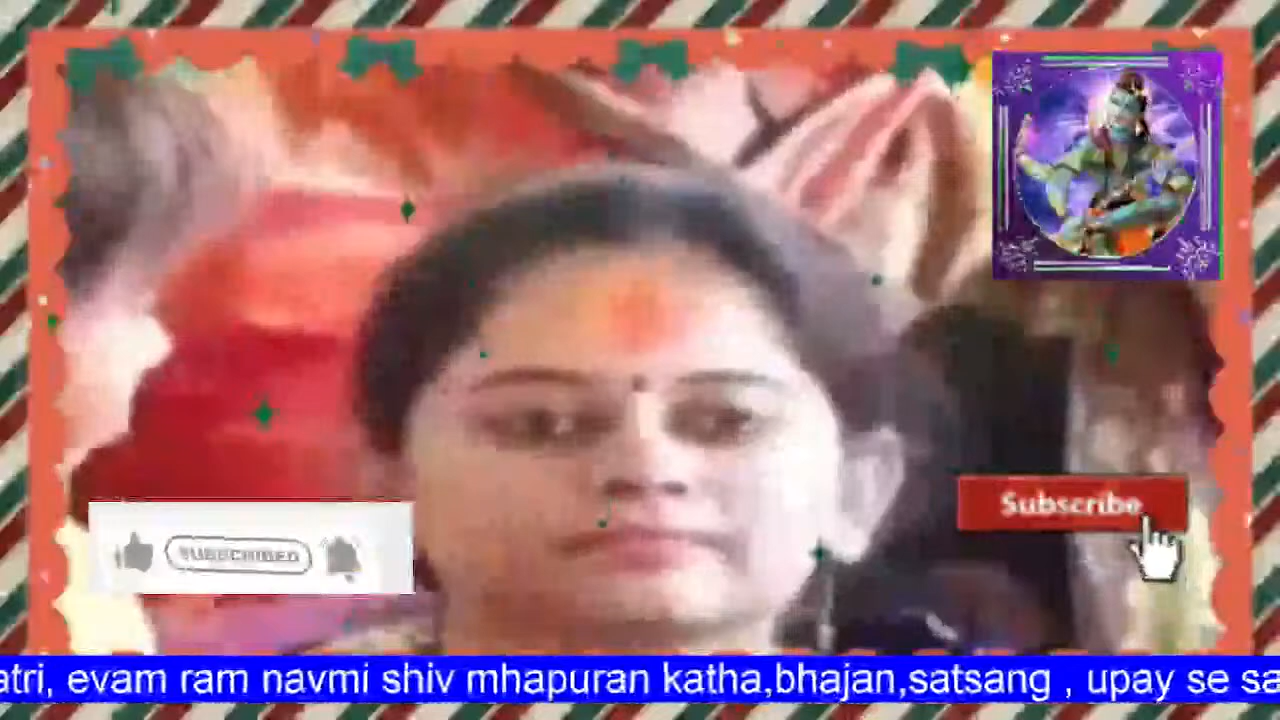 Subscribe
SUBSCRIBED
atri, evam ram navmi shiv mhapuran katha,bhajan,satsang , upay se sa